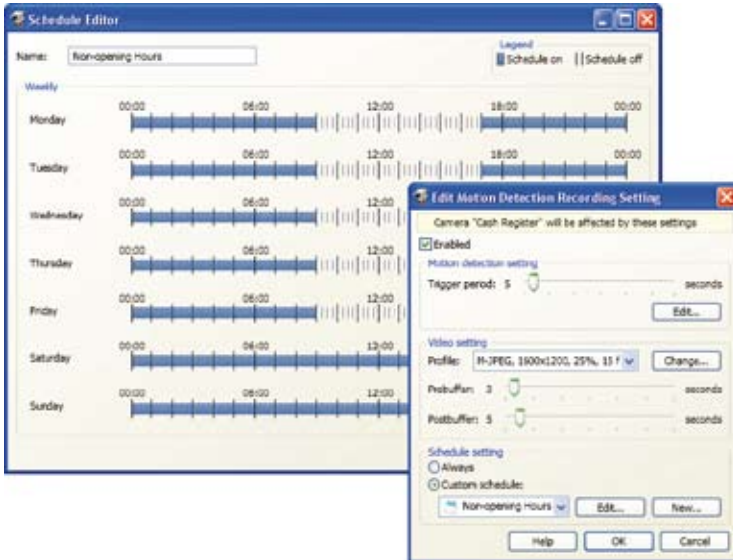 Schedule Editor
Name: Non-opening Hours
Legend
Schedule on Schedule off
Weekly
00:00 06:00 12:00 18:00 00:00
Monday
00:00 06:00 12:00 18:00 00:00
Tuesday
00:00 06:00 12:00
Wednesday
00:00 06:00 12:00
Thursday
00:00 06:00 12:00
Friday
00:00 06:00 12:00
Saturday
00:00 06:00 12:00
Sunday
Edit Motion Detection Recording Setting
Camera "Cash Register" will be affected by these settings
Enabled
Motion detection setting
Trigger period: 5 seconds
Edit...
Video setting
Profile: M-JPEG, 1600x1200, 25%, 15 f Change...
Prebuffer: 3 seconds
Postbuffer: 5 seconds
Schedule setting
Always
Custom schedule:
Non-opening Hours Edit... New...
Help OK Cancel